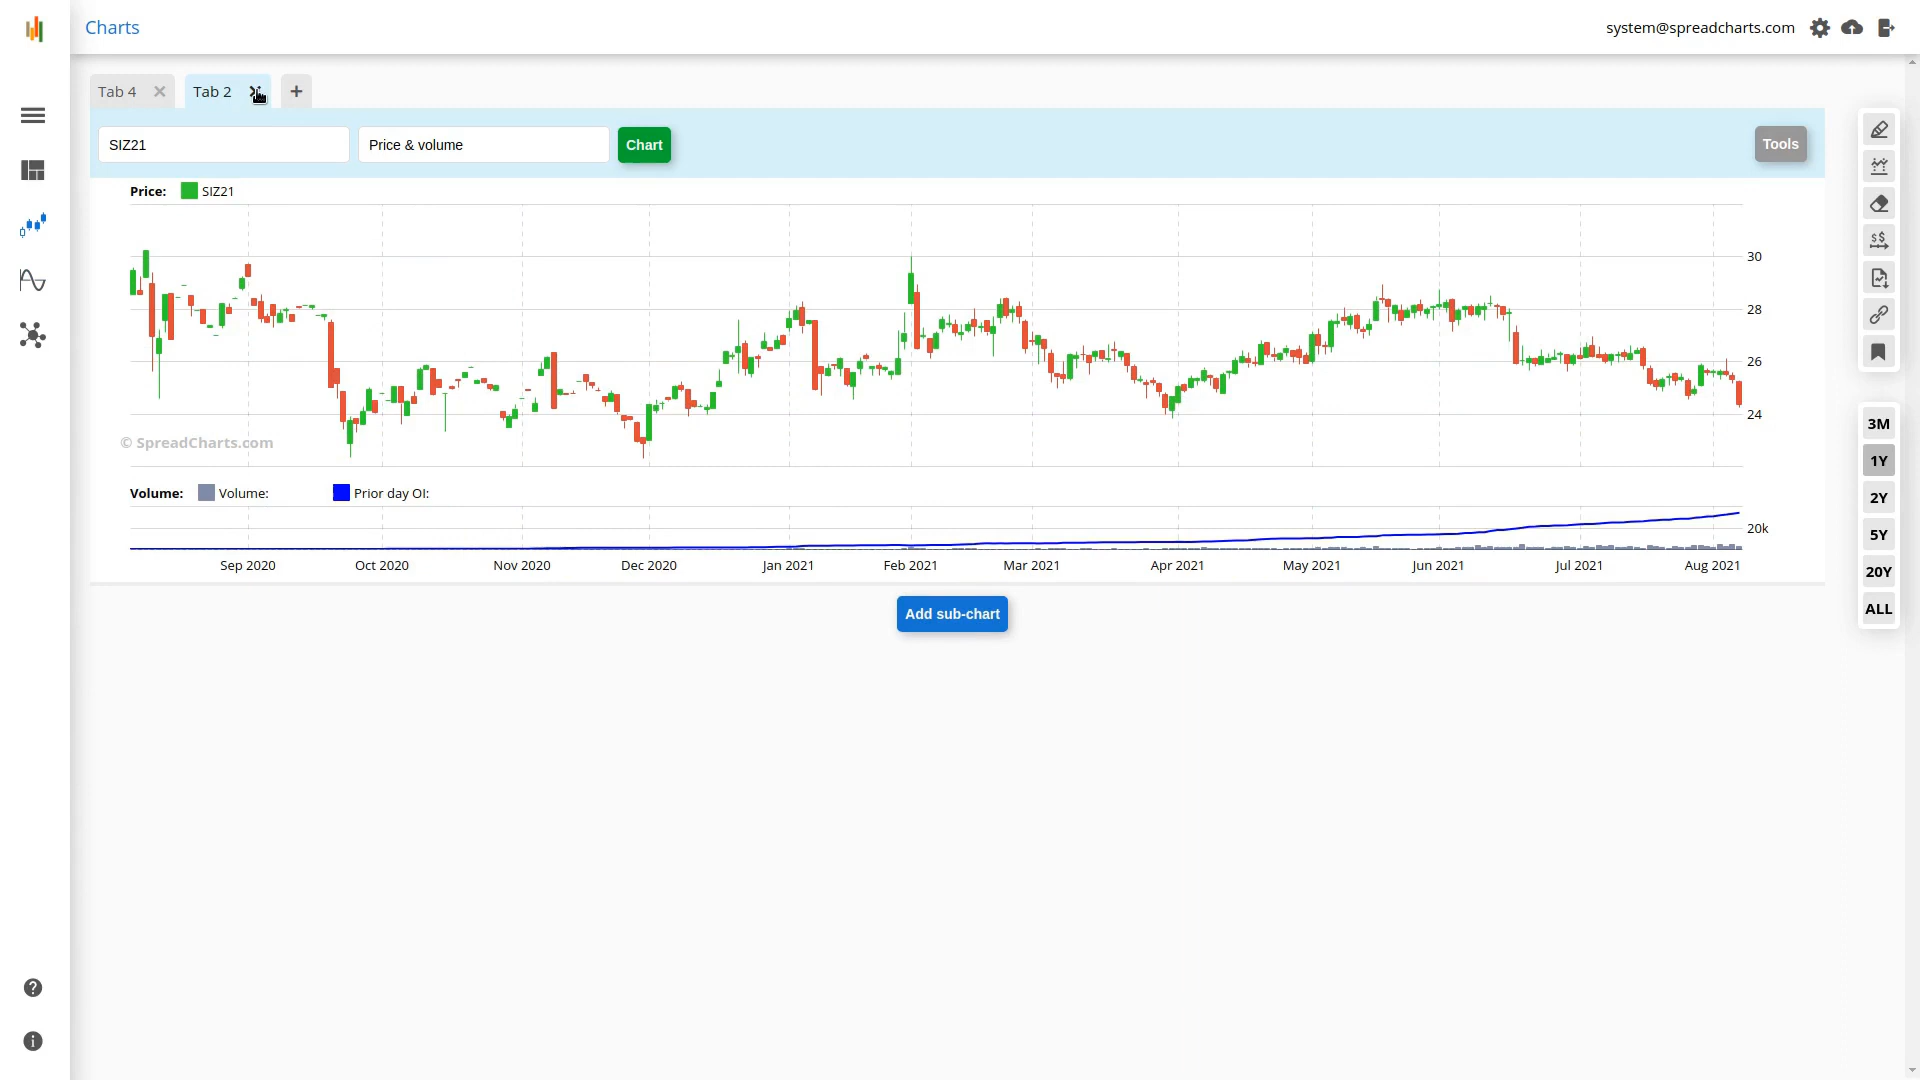 Charts
system@spreadcharts.com
Tab 4
Tab 2
+
SIZ21
Price & volume
Chart
Tools
Price: SIZ21
30
28
26
24
© SpreadCharts.com
Volume: Volume: Prior day OI:
20k
Sep 2020 Oct 2020 Nov 2020 Dec 2020 Jan 2021 Feb 2021 Mar 2021 Apr 2021 May 2021 Jun 2021 Jul 2021 Aug 2021
Add sub-chart
$$
3M
1Y
2Y
5Y
20Y
ALL